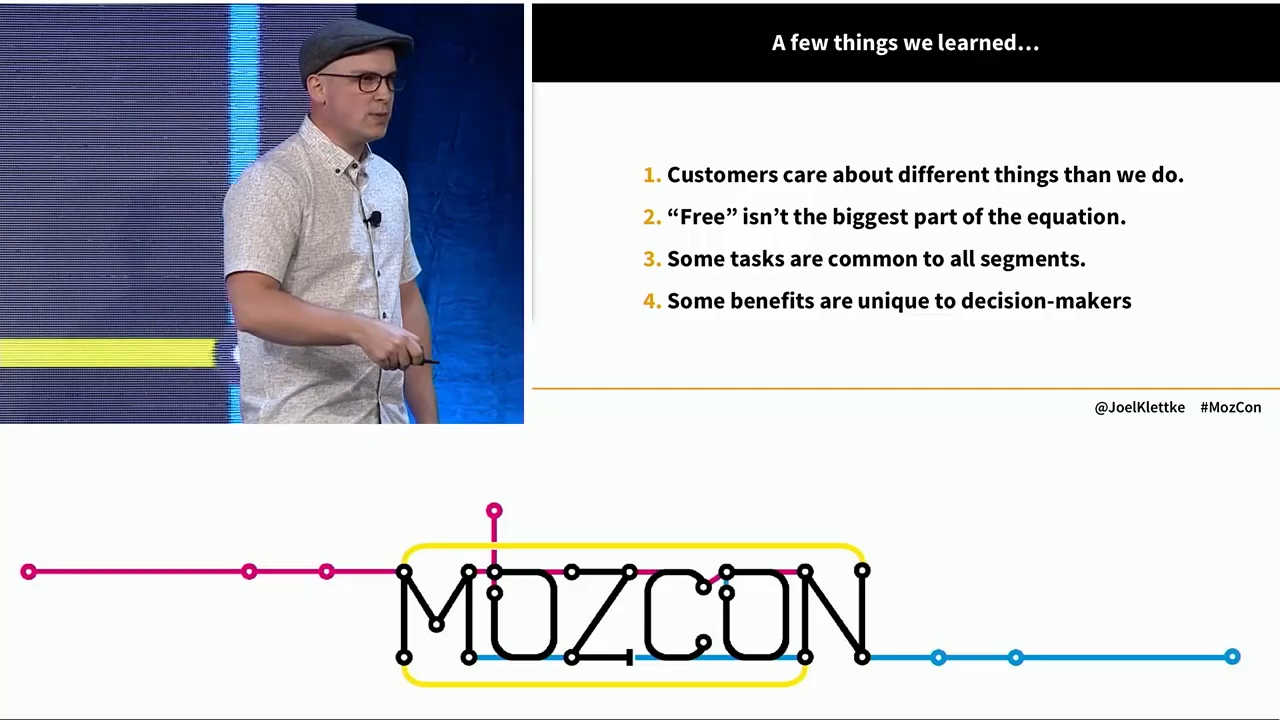 A few things we learned…
1. Customers care about different things than we do.
2. “Free” isn’t the biggest part of the equation.
3. Some tasks are common to all segments.
4. Some benefits are unique to decision-makers
@JoelKlettke #MozCon
MOZCON